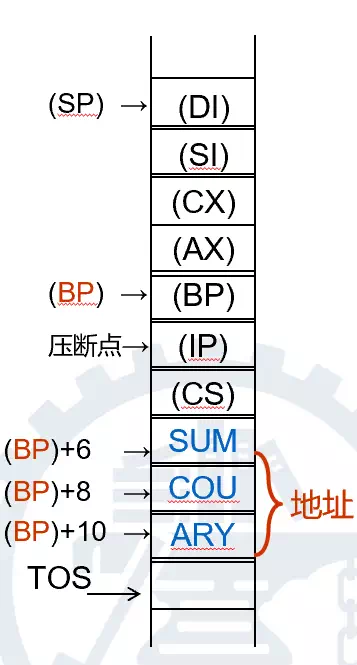 (SP) → (DI)
(SI)
(CX)
(AX)
(BP) → (BP)
压断点→ (IP)
(CS)
(BP)+6 → SUM
(BP)+8 → COU
(BP)+10 → ARY
地址
TOS →